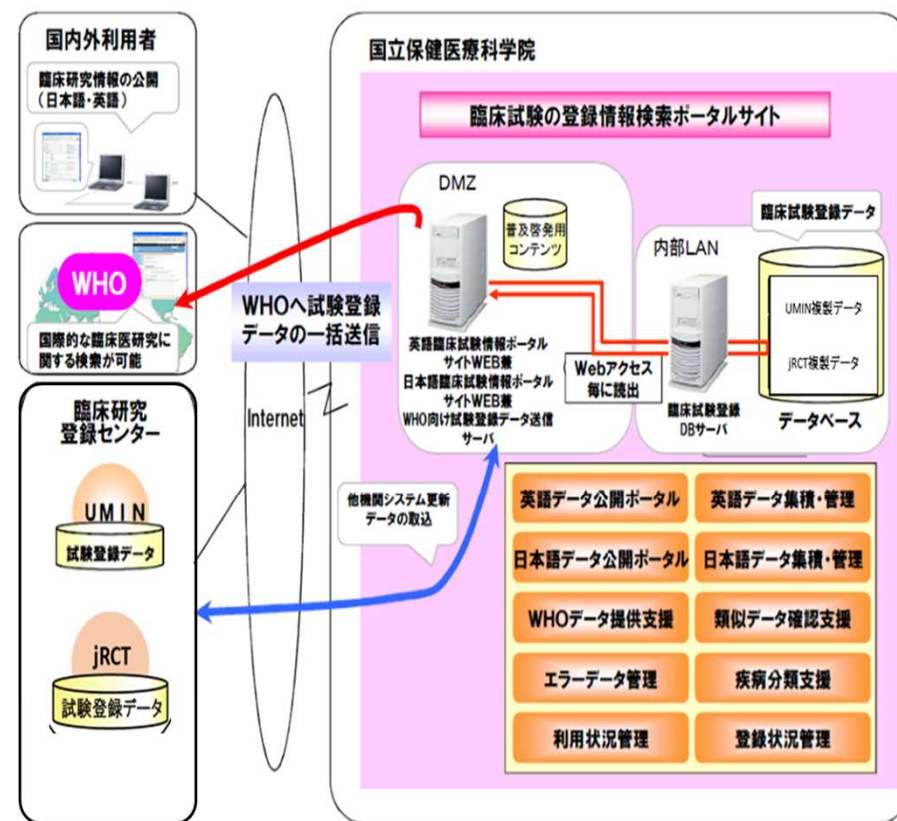 国内外利用者
臨床研究情報の公開
(日本語・英語)
WHO
国際的な臨床医研究に
関する検索が可能
臨床研究
登録センター
UMIN
試験登録データ
jRCT
試験登録データ
WHOへ試験登録
データの一括送信
Internet
他機関システム更新
データの取込
国立保健医療科学院
臨床試験の登録情報検索ポータルサイト
DMZ
普及啓発用
コンテンツ
英語臨床試験情報ポータル
サイトWEB兼
日本語臨床試験情報ポータル
サイトWEB兼
WHO向け試験登録データ送信
サーバ
Webアクセス
毎に読出
内部LAN
臨床試験登録データ
UMIN複製データ
jRCT複製データ
臨床試験登録
DBサーバ
データベース
英語データ公開ポータル
英語データ集積・管理
日本語データ公開ポータル
日本語データ集積・管理
WHOデータ提供支援
類似データ確認支援
エラーデータ管理
疾病分類支援
利用状況管理
登録状況管理